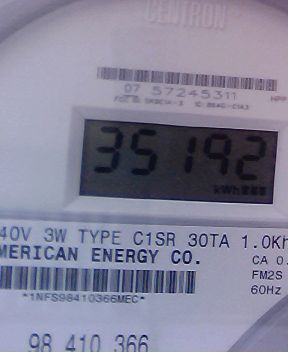 CENTRON
07 57245311
35192
kWh
40V 3W TYPE C1SR 30TA 1.0Kh
MERICAN ENERGY CO.
CA 0.
FM2S
60Hz
*1NFS98410366MEC*
98 410 366